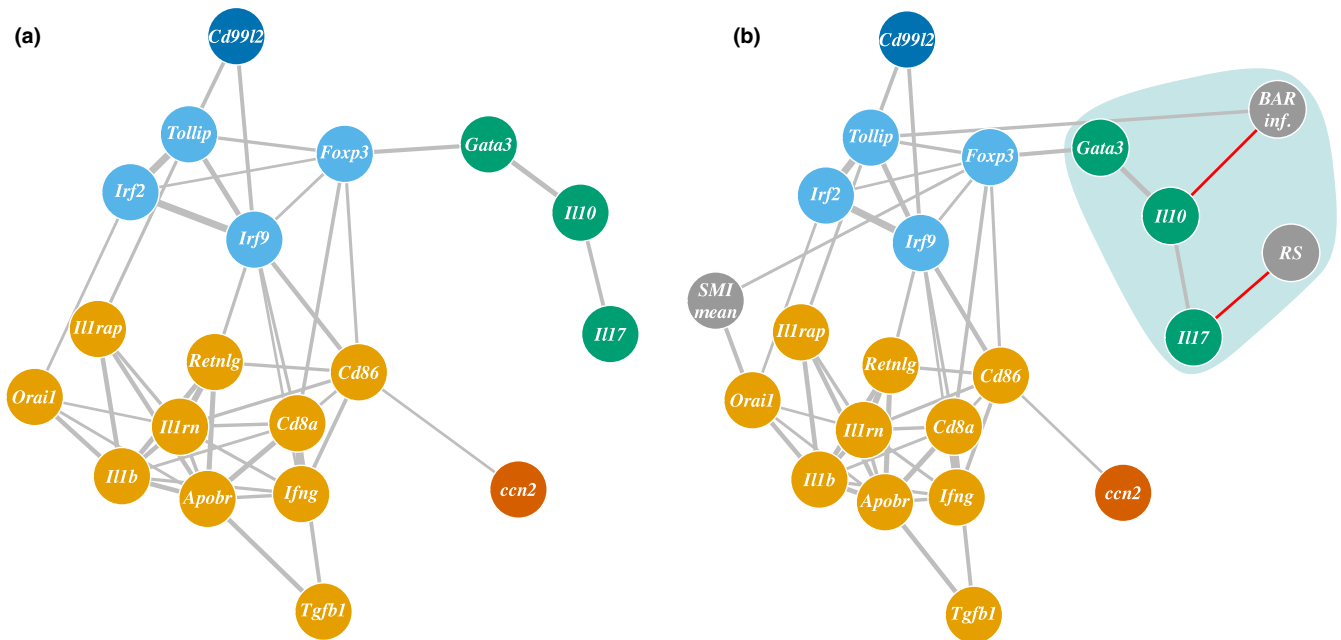 (a)
Cd99l2
Tollip
Foxp3
Gata3
Irf2
Il10
Irf9
Il1rap
Il17
Retnlg
Cd86
Orai1
Il1rn
Cd8a
Il1b
Apobr
Ifng
ccn2
Tgfb1
(b)
Cd99l2
BAR
inf.
Tollip
Foxp3
Gata3
Irf2
Il10
Irf9
RS
SMI
mean
Il1rap
Il17
Retnlg
Cd86
Orai1
Il1rn
Cd8a
Il1b
Apobr
Ifng
ccn2
Tgfb1